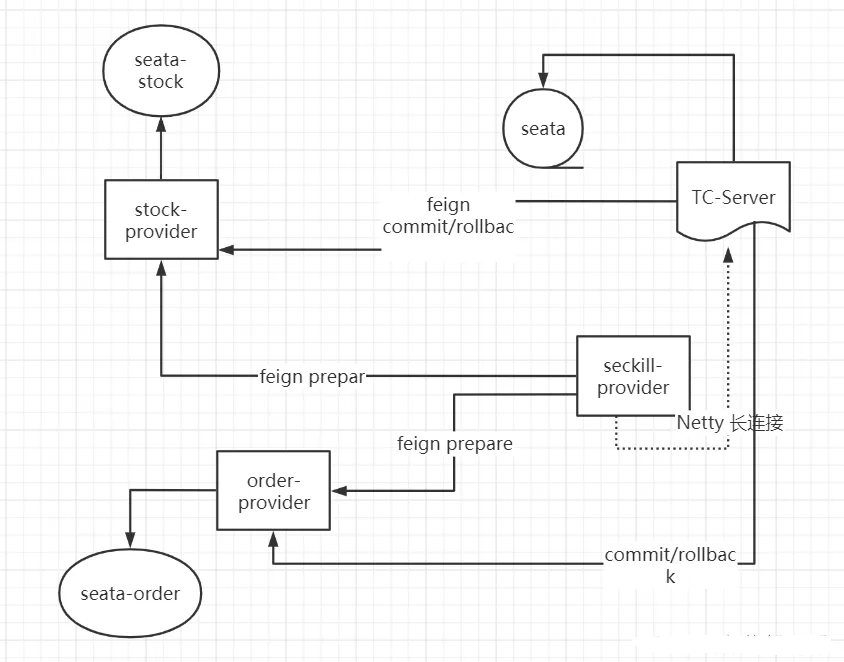 seata-
stock
seata
stock-
provider
feign
commit/rollbac
TC-Server
feign prepar
seckill-
provider
Netty 长连接
feign prepare
order-
provider
commit/rollbac
k
seata-order